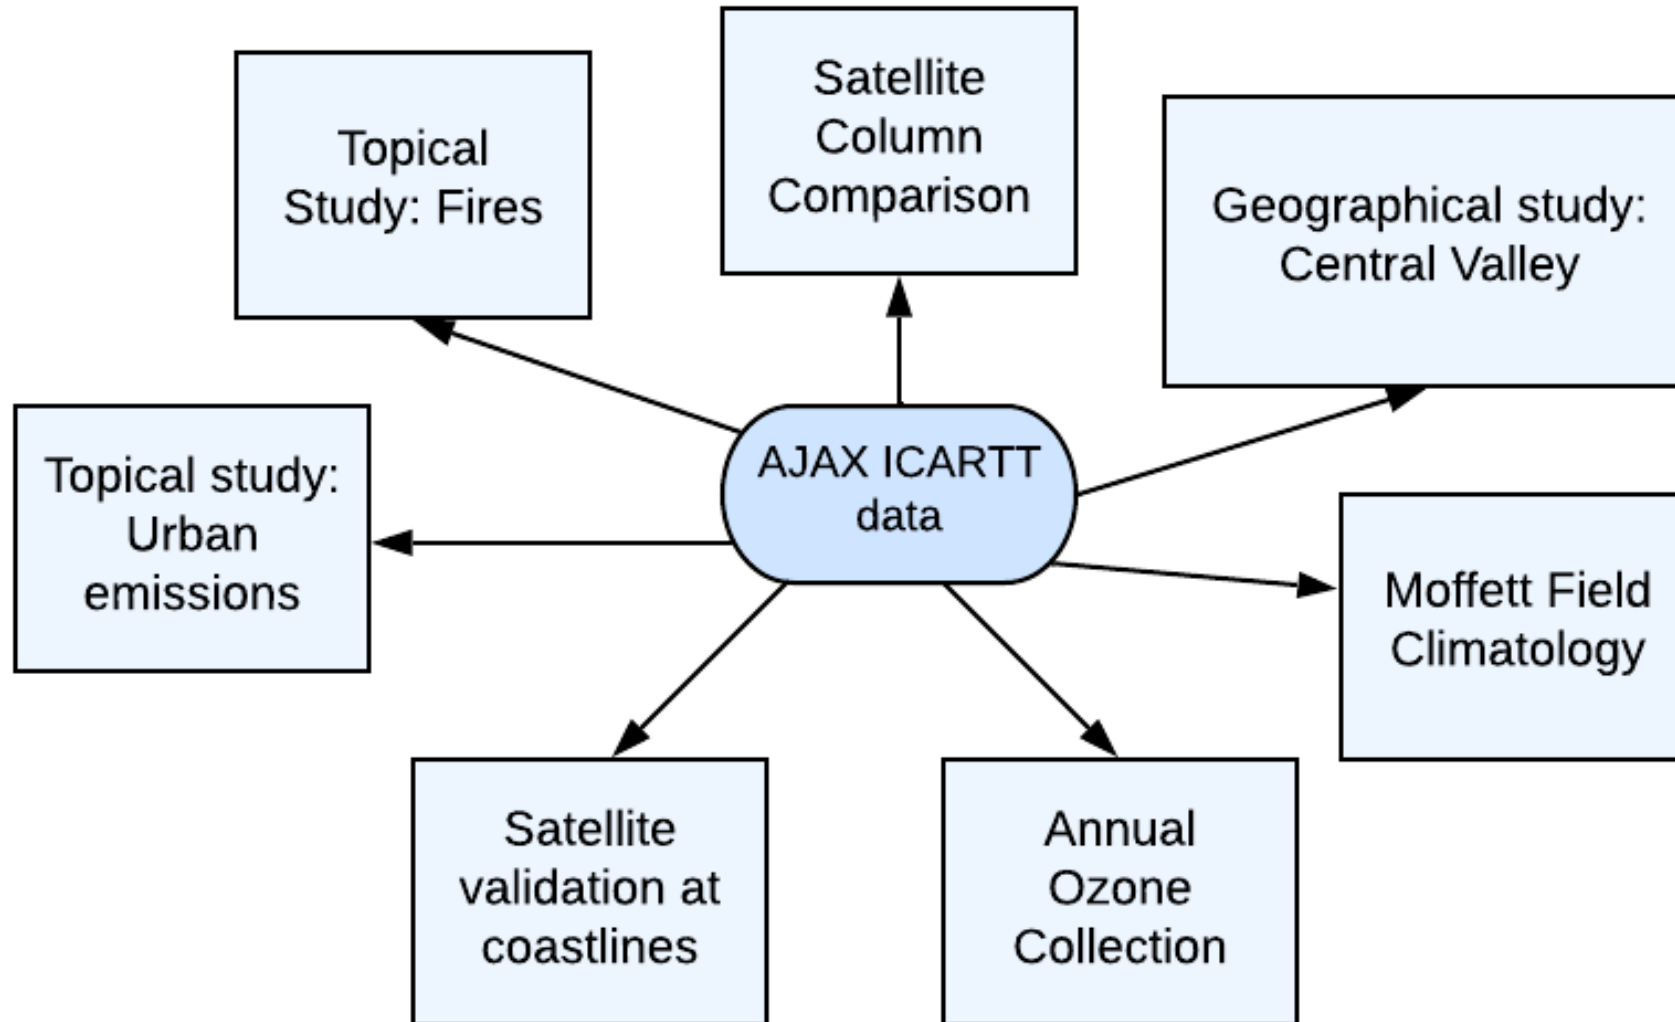 Satellite
Column
Comparison
Topical
Study: Fires
Geographical study:
Central Valley
AJAX ICARTT
data
Topical study:
Urban
emissions
Moffett Field
Climatology
Satellite
validation at
coastlines
Annual
Ozone
Collection